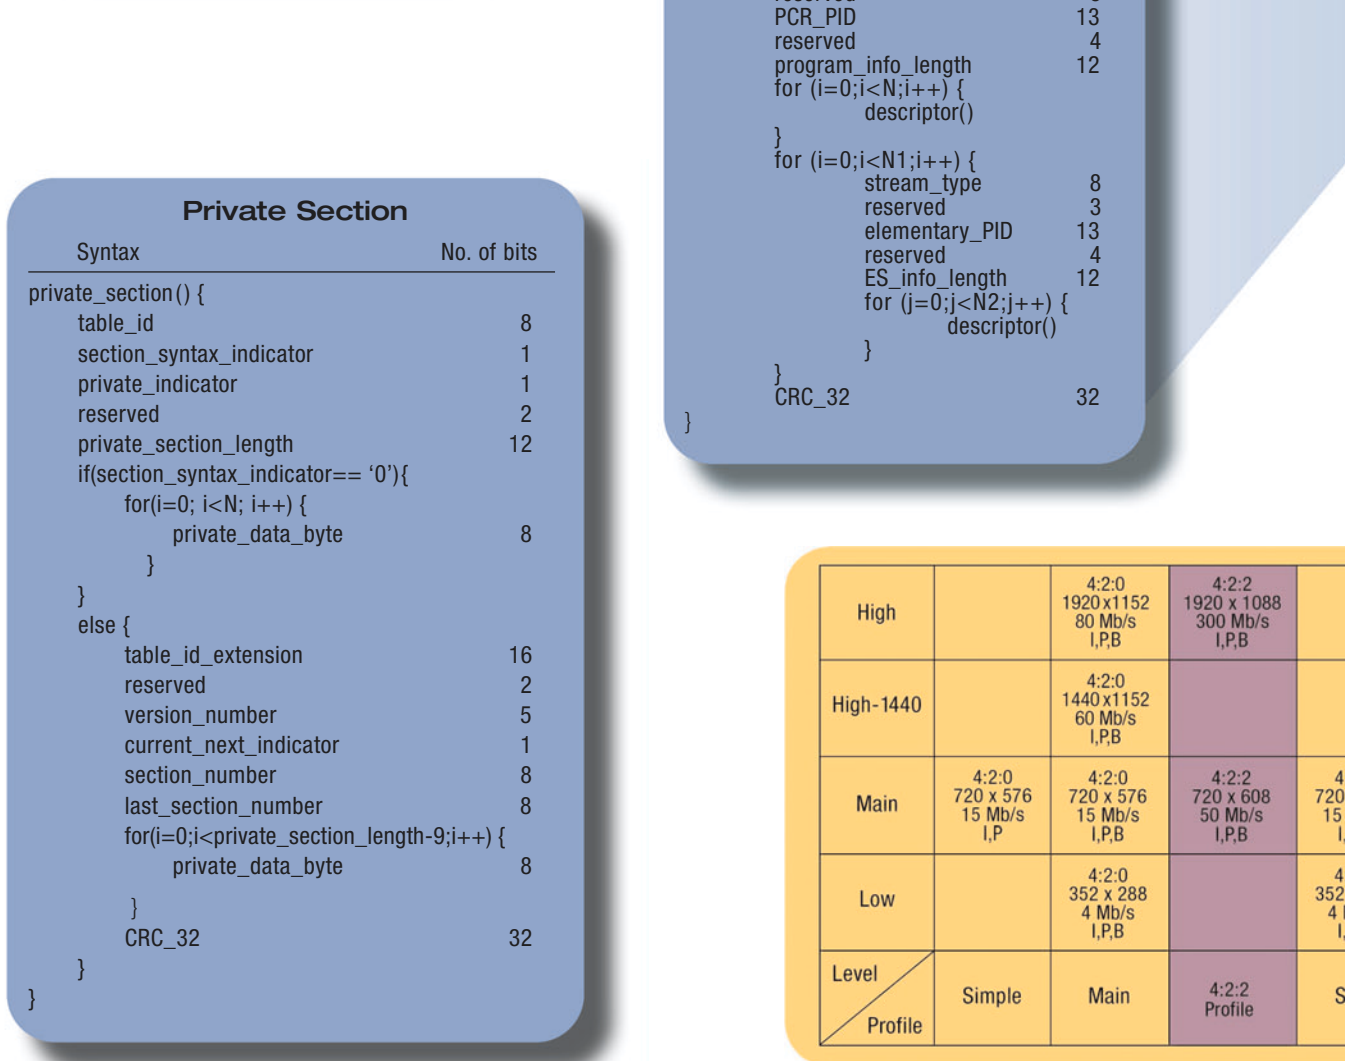 PCR_PID 13
reserved 4
program_info_length 12
for (i=0;i<N;i++) {
descriptor()
}
for (i=0;i<N1;i++) {
stream_type 8
reserved 3
elementary_PID 13
reserved 4
ES_info_length 12
for (j=0;j<N2;j++) {
descriptor()
}
}
CRC_32 32
}
Private Section
Syntax No. of bits
private_section() {
table_id 8
section_syntax_indicator 1
private_indicator 1
reserved 2
private_section_length 12
if(section_syntax_indicator== ‘0’){
for(i=0; i<N; i++) {
private_data_byte 8
}
}
else {
table_id_extension 16
reserved 2
version_number 5
current_next_indicator 1
section_number 8
last_section_number 8
for(i=0;i<private_section_length-9;i++) {
private_data_byte 8
}
CRC_32 32
}
}
High
4:2:0
1920x1152
80 Mb/s
I,P,B
4:2:2
1920 x 1088
300 Mb/s
I,P,B
High-1440
4:2:0
1440x1152
60 Mb/s
I,P,B
Main
4:2:0
720 x 576
15 Mb/s
I,P
4:2:0
720 x 576
15 Mb/s
I,P,B
4:2:2
720 x 608
50 Mb/s
I,P,B
4
720
15
I,
Low
4:2:0
352 x 288
4 Mb/s
I,P,B
4
352
4
I,
Level
Profile
Simple
Main
4:2:2
Profile
S